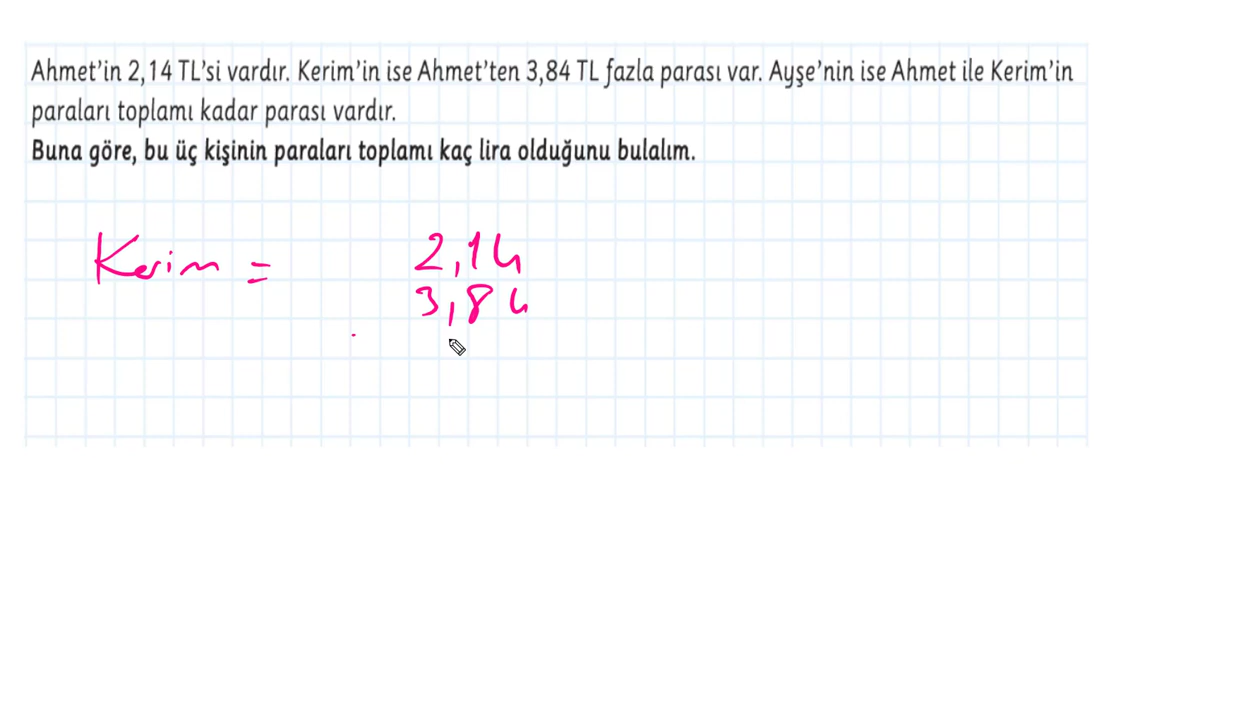 Ahmet'in 2,14 TL'si vardır. Kerim'in ise Ahmet'ten 3,84 TL fazla parası var. Ayşe'nin ise Ahmet ile Kerim'in
paraları toplamı kadar parası vardır.
Buna göre, bu üç kişinin paraları toplamı kaç lira olduğunu bulalım.
Kerim = 2,14
3,84